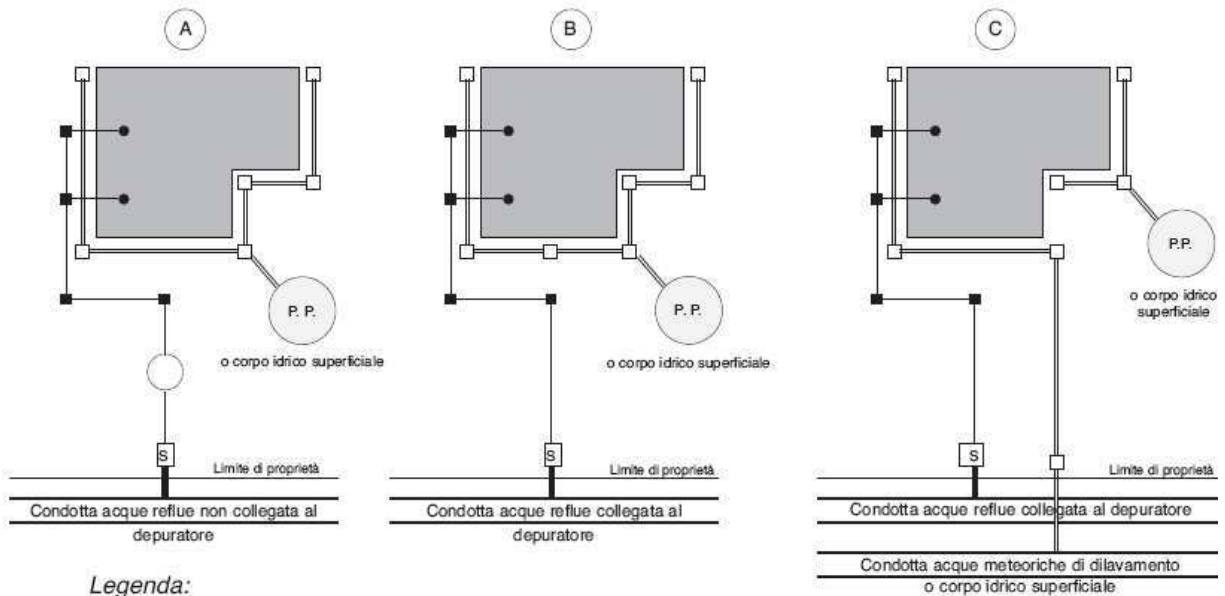 A
B
C
P. P.
o corpo idrico superficiale
S
Limite di proprietà
Condotta acque reflue non collegata al
depuratore
P. P.
o corpo idrico superficiale
S
Limite di proprietà
Condotta acque reflue collegata al
depuratore
P.P.
o corpo idrico
superficiale
S
Limite di proprietà
Condotta acque reflue collegata al depuratore
Condotta acque meteoriche di dilavamento
o corpo idrico superficiale
Legenda: